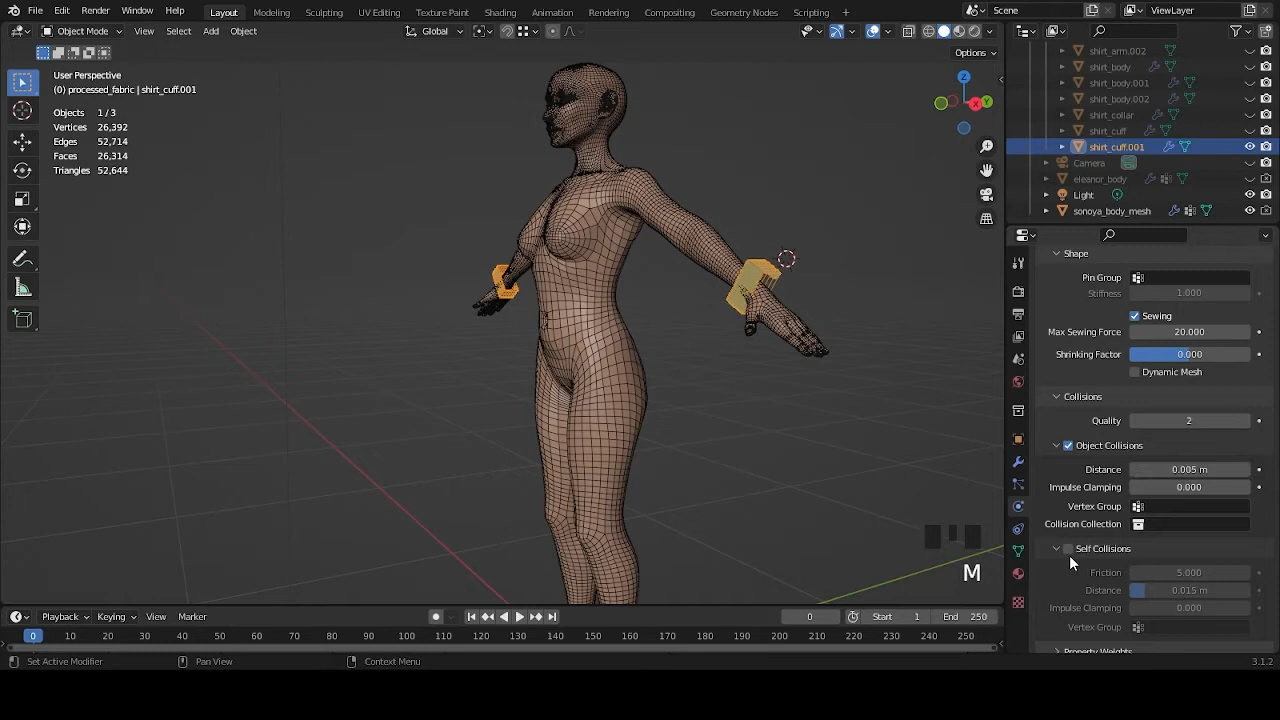 File Edit Render Window Help Layout Modeling Sculpting UV Editing Texture Paint Shading Animation Rendering Compositing Geometry Nodes Scripting + Scene ViewLayer
Object Mode View Select Add Object Global
Options
User Perspective
(0) processed_fabric | shirt_cuff.001
Objects 1/3
Vertices 26,392
Edges 52,714
Faces 26,314
Triangles 52,644
Z
X
Y
shirt_arm.002
shirt_body
shirt_body.001
shirt_body.002
shirt_collar
shirt_cuff
shirt_cuff.001
Camera
eleanor_body
Light
sonoya_body_mesh
Shape
Pin Group
Stiffness 1.000
Sewing
Max Sewing Force 20.000
Shrinking Factor 0.000
Dynamic Mesh
Collisions
Quality 2
Object Collisions
Distance 0.005 m
Impulse Clamping 0.000
Vertex Group
Collision Collection
Self Collisions
Friction 5.000
Distance 0.015 m
Impulse Clamping 0.000
Vertex Group
Property Weights
M
Playback Keying View Marker 0 Start 1 End 250
0 10 20 30 40 50 60 70 80 90 100 110 120 130 140 150 160 170 180 190 200 210 220 230 240 250
Set Active Modifier Pan View Context Menu 3.1.2